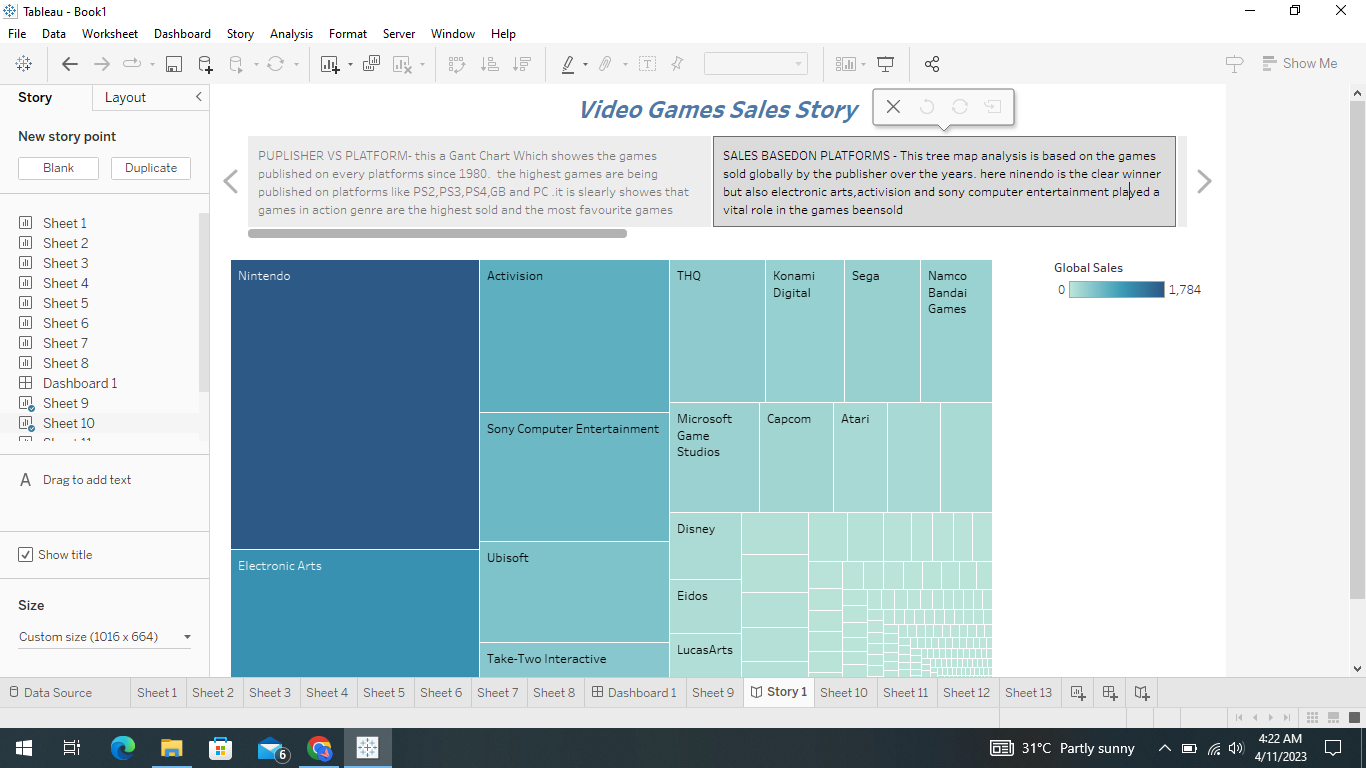 Tableau - Book1
File Data Worksheet Dashboard Story Analysis Format Server Window Help
Show Me
Story Layout
New story point
Blank Duplicate
Sheet 1
Sheet 2
Sheet 3
Sheet 4
Sheet 5
Sheet 6
Sheet 7
Sheet 8
Dashboard 1
Sheet 9
Sheet 10
A Drag to add text
Show title
Size
Custom size (1016 x 664)
Video Games Sales Story
PUPLISHER VS PLATFORM- this a Gant Chart Which showes the games
published on every platforms since 1980. the highest games are being
published on platforms like PS2,PS3,PS4,GB and PC .it is slearly showes that
games in action genre are the highest sold and the most favourite games
SALES BASEDON PLATFORMS - This tree map analysis is based on the games
sold globally by the publisher over the years. here ninendo is the clear winner
but also electronic arts,activision and sony computer entertainment played a
vital role in the games beensold
Nintendo
Electronic Arts
Activision
Sony Computer Entertainment
Ubisoft
Take-Two Interactive
THQ
Konami
Digital
Sega
Namco
Bandai
Games
Microsoft
Game
Studios
Capcom
Atari
Disney
Eidos
LucasArts
Global Sales
0 1,784
Data Source Sheet 1 Sheet 2 Sheet 3 Sheet 4 Sheet 5 Sheet 6 Sheet 7 Sheet 8 Dashboard 1 Sheet 9 Story 1 Sheet 10 Sheet 11 Sheet 12 Sheet 13
6
31°C Partly sunny
4:22 AM
4/11/2023